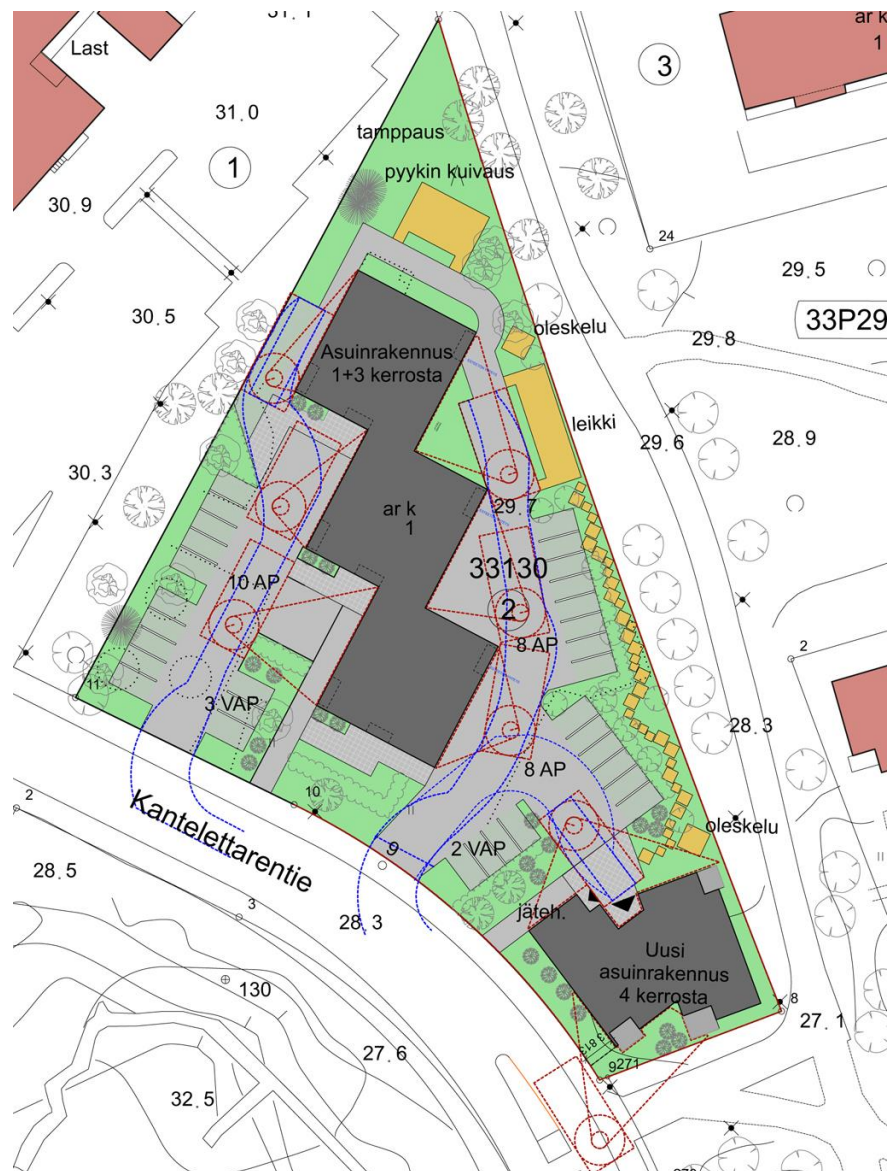 31.1
ar k
1
Last
3
31.0
tamppaus
1
pyykin kuivaus
30.9
24
29.5
30.5
oleskelu
33P29
29.8
Asuinrakennus
1+3 kerrosta
leikki
29.6
28.9
30.3
29.7
ar k
1
33130
10 AP
2
8 AP
2
11
3 VAP
28.3
8 AP
10
2
Kantelettarentie
oleskelu
9
2 VAP
28.5
3
28.3
jäteh.
Uusi
asuinrakennus
4 kerrosta
130
8
27.1
27.6
9271
32.5